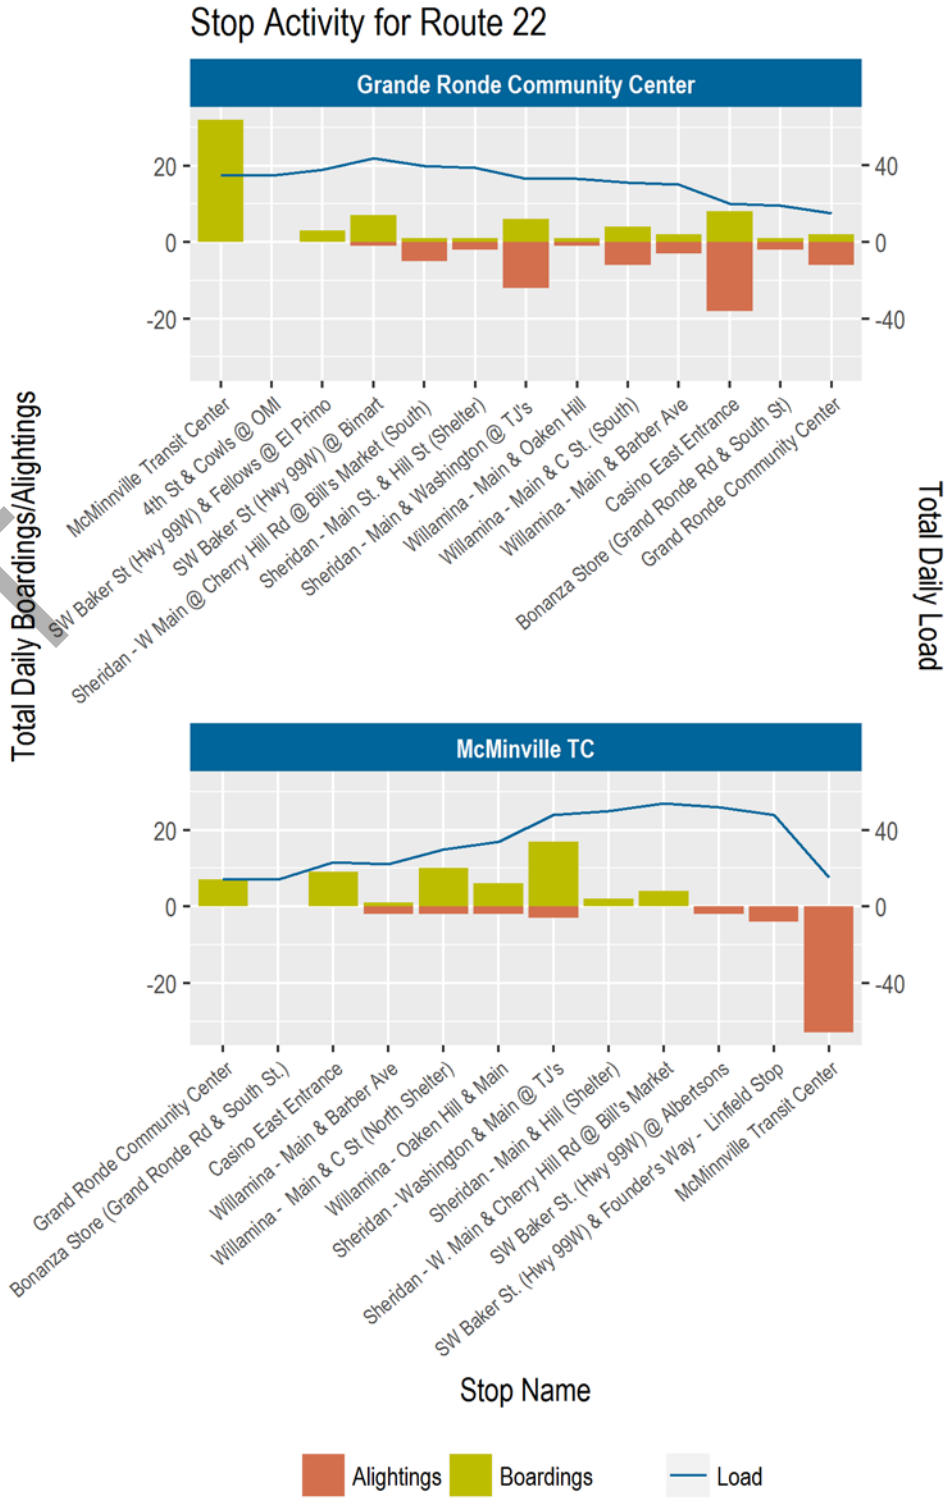 Stop Activity for Route 22
Grande Ronde Community Center
20
0
-20
40
0
-40
McMinnville Transit Center
4th St & Cowls @ OMI
SW Baker St (Hwy 99W) & Fellows @ El Primo
SW Baker St (Hwy 99W) @ Bimart
Sheridan - W Main @ Cherry Hill Rd @ Bill's Market (South)
Sheridan - Main St. & Hill St (Shelter)
Sheridan - Main & Washington @ TJ's
Willamina - Main & Oaken Hill
Willamina - Main & C St. (South)
Willamina - Main & Barber Ave
Casino East Entrance
Bonanza Store (Grand Ronde Rd & South St)
Grand Ronde Community Center
Total Daily Boardings/Alightings
Total Daily Load
McMinville TC
20
0
-20
40
0
-40
Grand Ronde Community Center
Bonanza Store (Grand Ronde Rd & South St.)
Casino East Entrance
Willamina - Main & Barber Ave
Willamina - Main & C St (North Shelter)
Willamina - Oaken Hill & Main
Sheridan - Washington & Main @ TJ's
Sheridan - Main & Hill (Shelter)
Sheridan - W. Main & Cherry Hill Rd @ Bill's Market
SW Baker St. (Hwy 99W) @ Albertsons
SW Baker St. (Hwy 99W) & Founder's Way - Linfield Stop
McMinnville Transit Center
Stop Name
Alightings
Boardings
Load